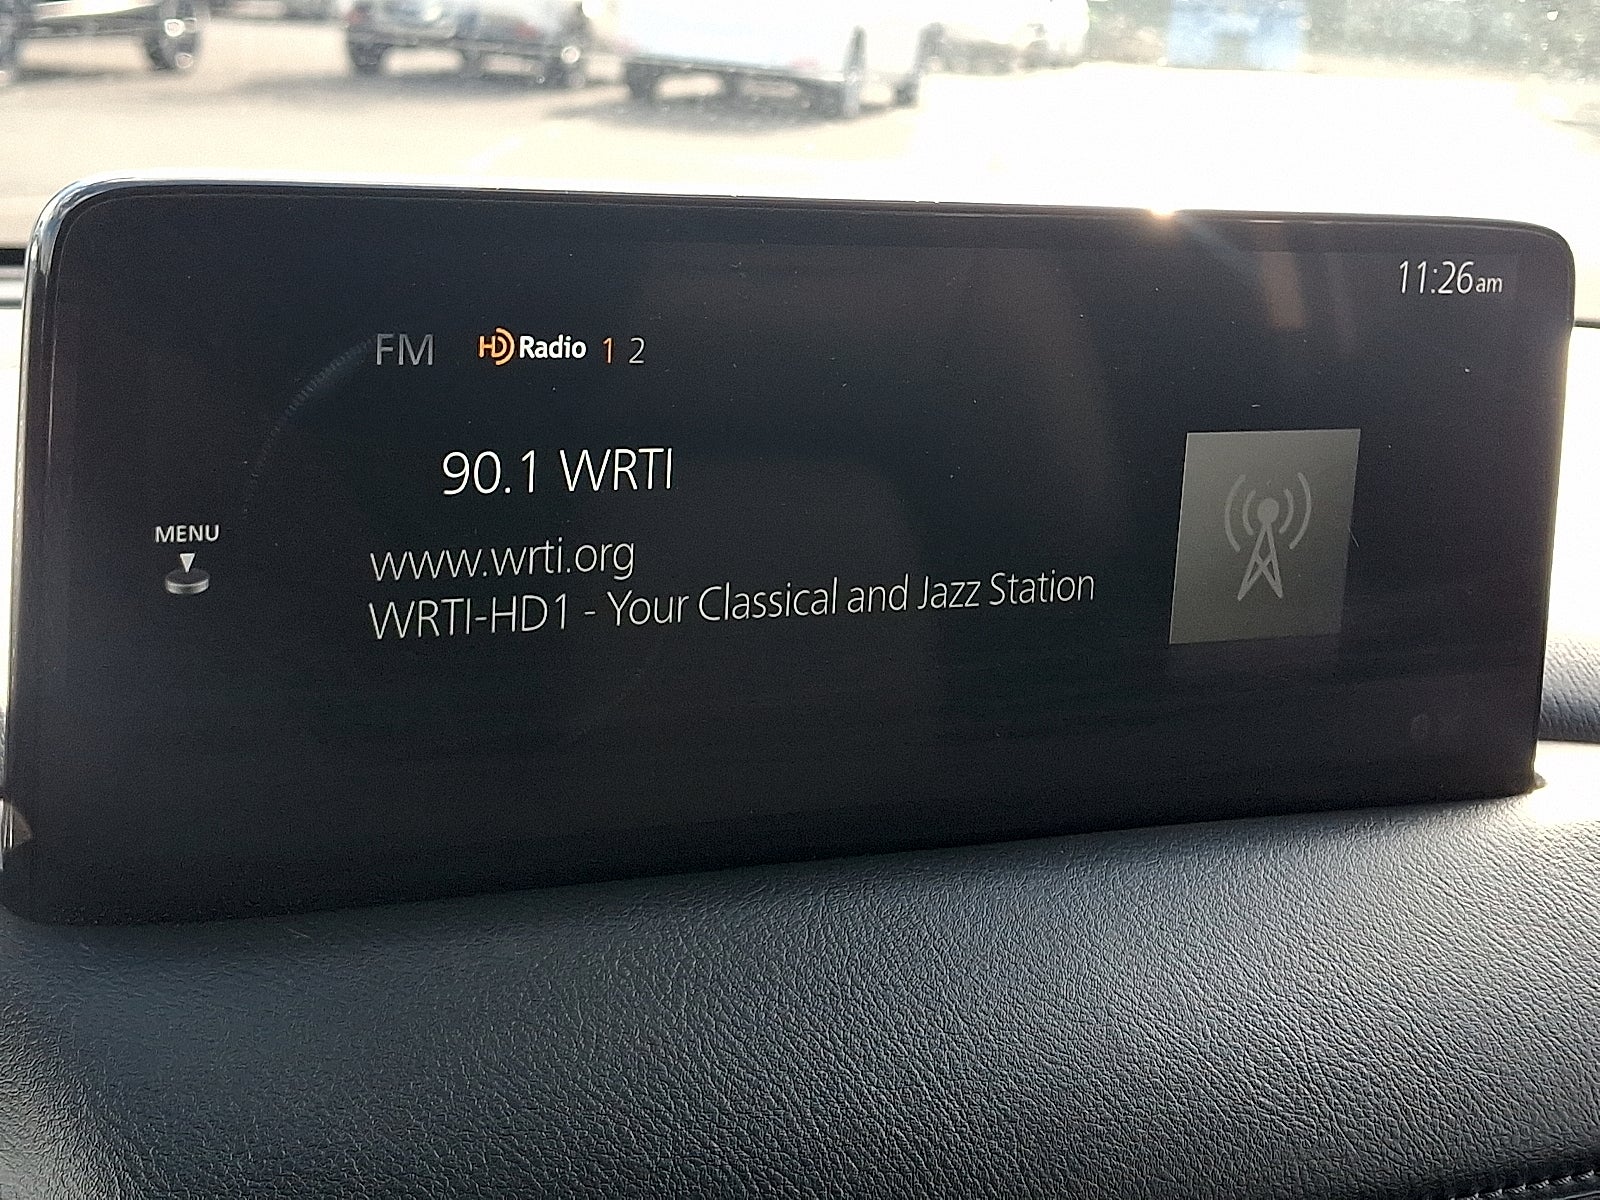 11:26am
FM HD Radio 1 2
90.1 WRTI
MENU
www.wrti.org
WRTI-HD1 - Your Classical and Jazz Station